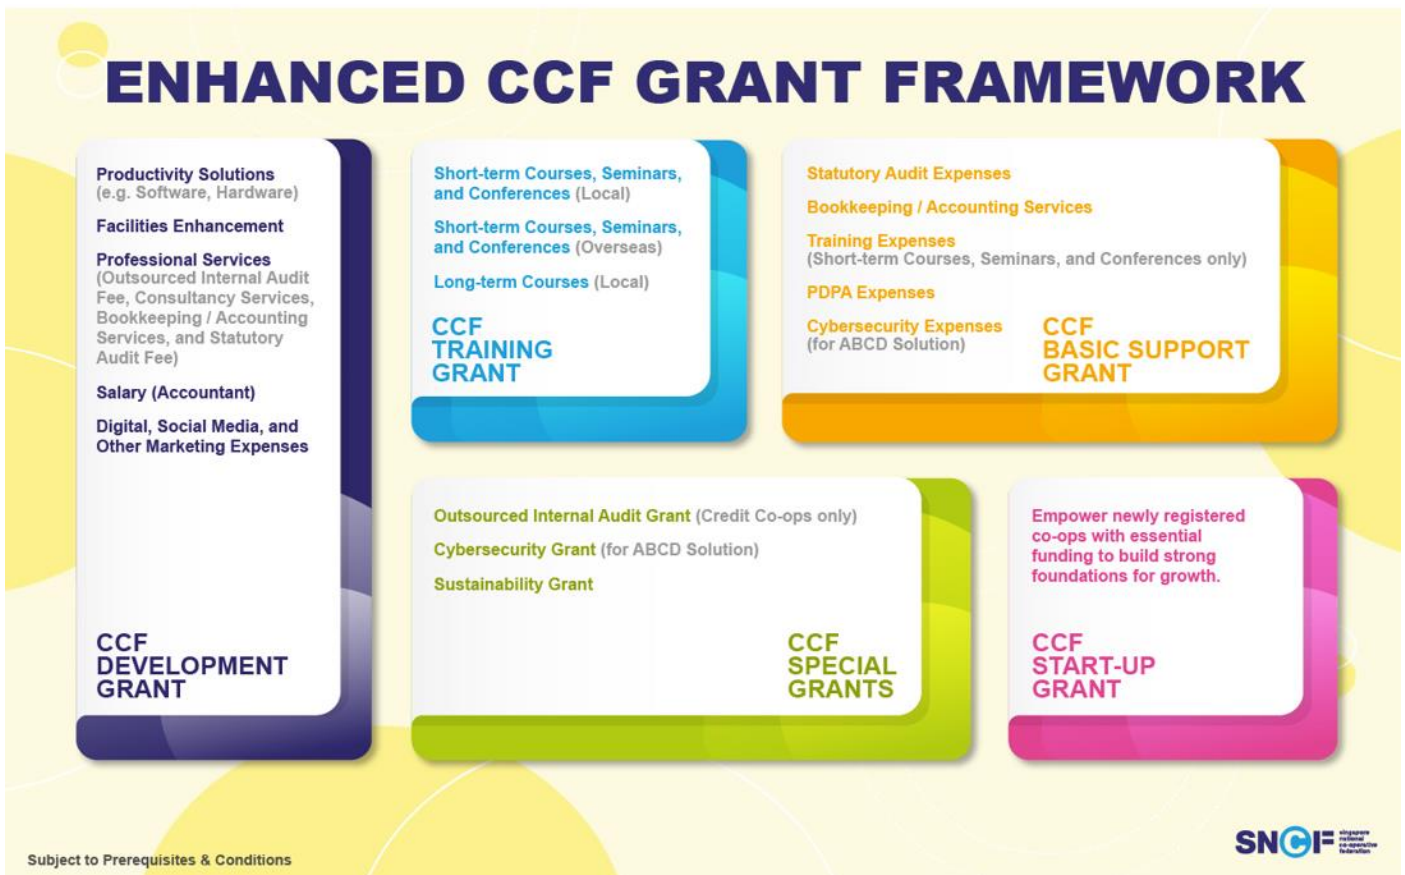 ENHANCED CCF GRANT FRAMEWORK
Productivity Solutions
(e.g. Software, Hardware)
Facilities Enhancement
Professional Services
(Outsourced Internal Audit
Fee, Consultancy Services,
Bookkeeping / Accounting
Services, and Statutory
Audit Fee)
Salary (Accountant)
Digital, Social Media, and
Other Marketing Expenses
CCF
DEVELOPMENT
GRANT
Short-term Courses, Seminars,
and Conferences (Local)
Short-term Courses, Seminars,
and Conferences (Overseas)
Long-term Courses (Local)
CCF
TRAINING
GRANT
Statutory Audit Expenses
Bookkeeping / Accounting Services
Training Expenses
(Short-term Courses, Seminars, and Conferences only)
PDPA Expenses
Cybersecurity Expenses
(for ABCD Solution)
CCF
BASIC SUPPORT
GRANT
Outsourced Internal Audit Grant (Credit Co-ops only)
Cybersecurity Grant (for ABCD Solution)
Sustainability Grant
CCF
SPECIAL
GRANTS
Empower newly registered
co-ops with essential
funding to build strong
foundations for growth.
CCF
START-UP
GRANT
Subject to Prerequisites & Conditions
SNCF
singapore
national
co-operative
federation